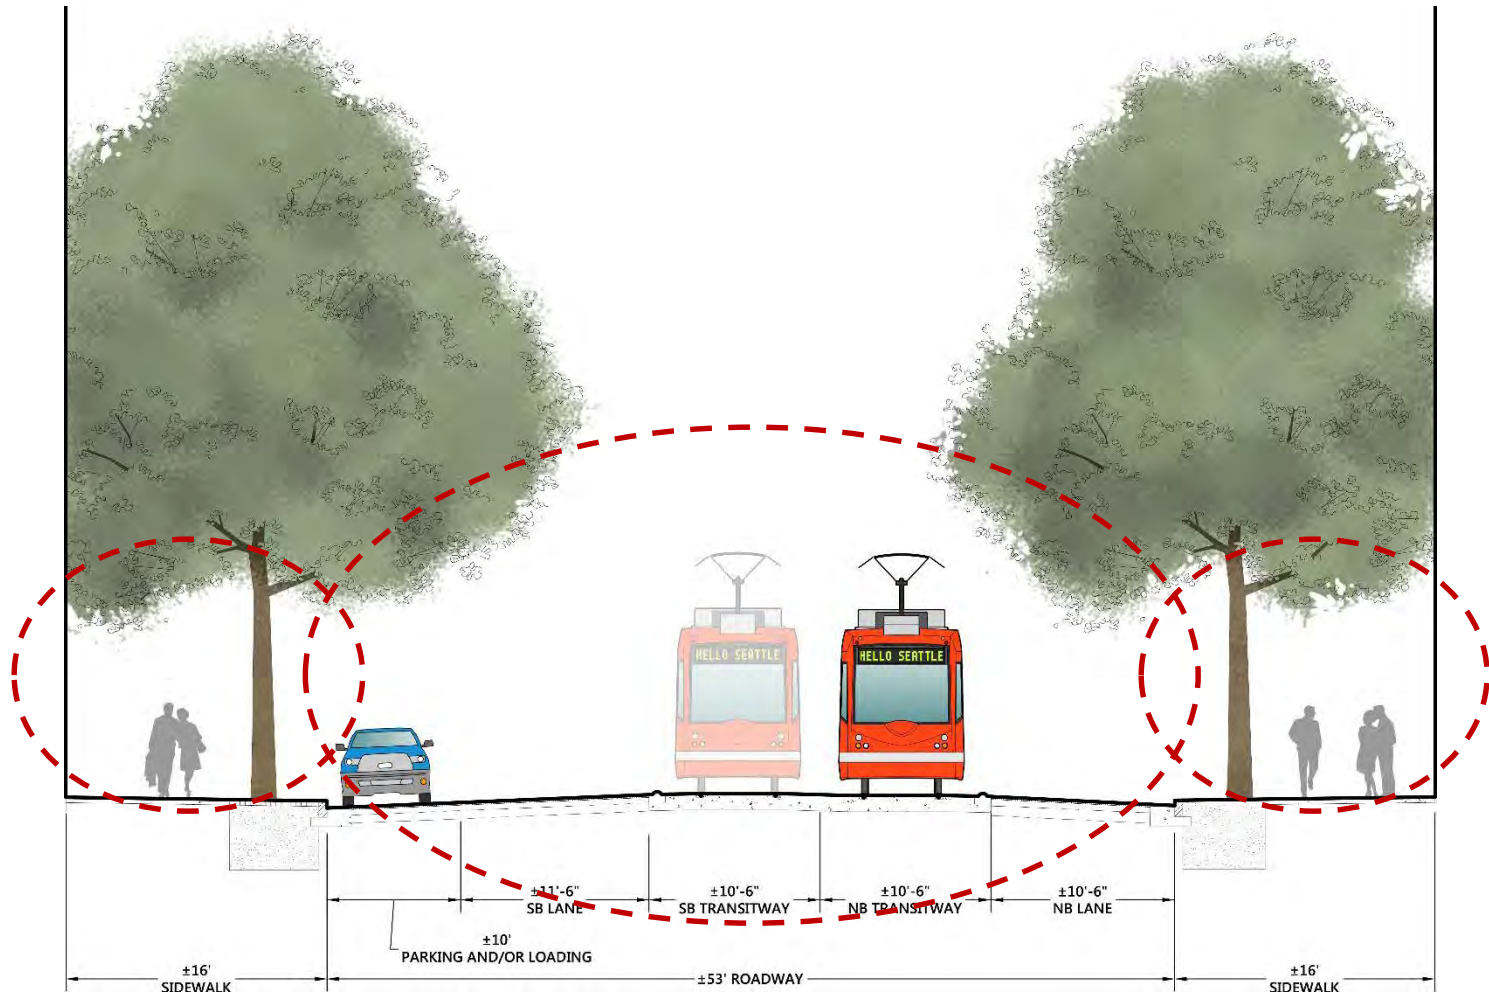 HELLO SEATTLE
HELLO SEATTLE
±11'-6"
SB LANE
±10'-6"
SB TRANSITWAY
±10'-6"
NB TRANSITWAY
±10'-6"
NB LANE
±10'
PARKING AND/OR LOADING
±16'
SIDEWALK
±53' ROADWAY
±16'
SIDEWALK